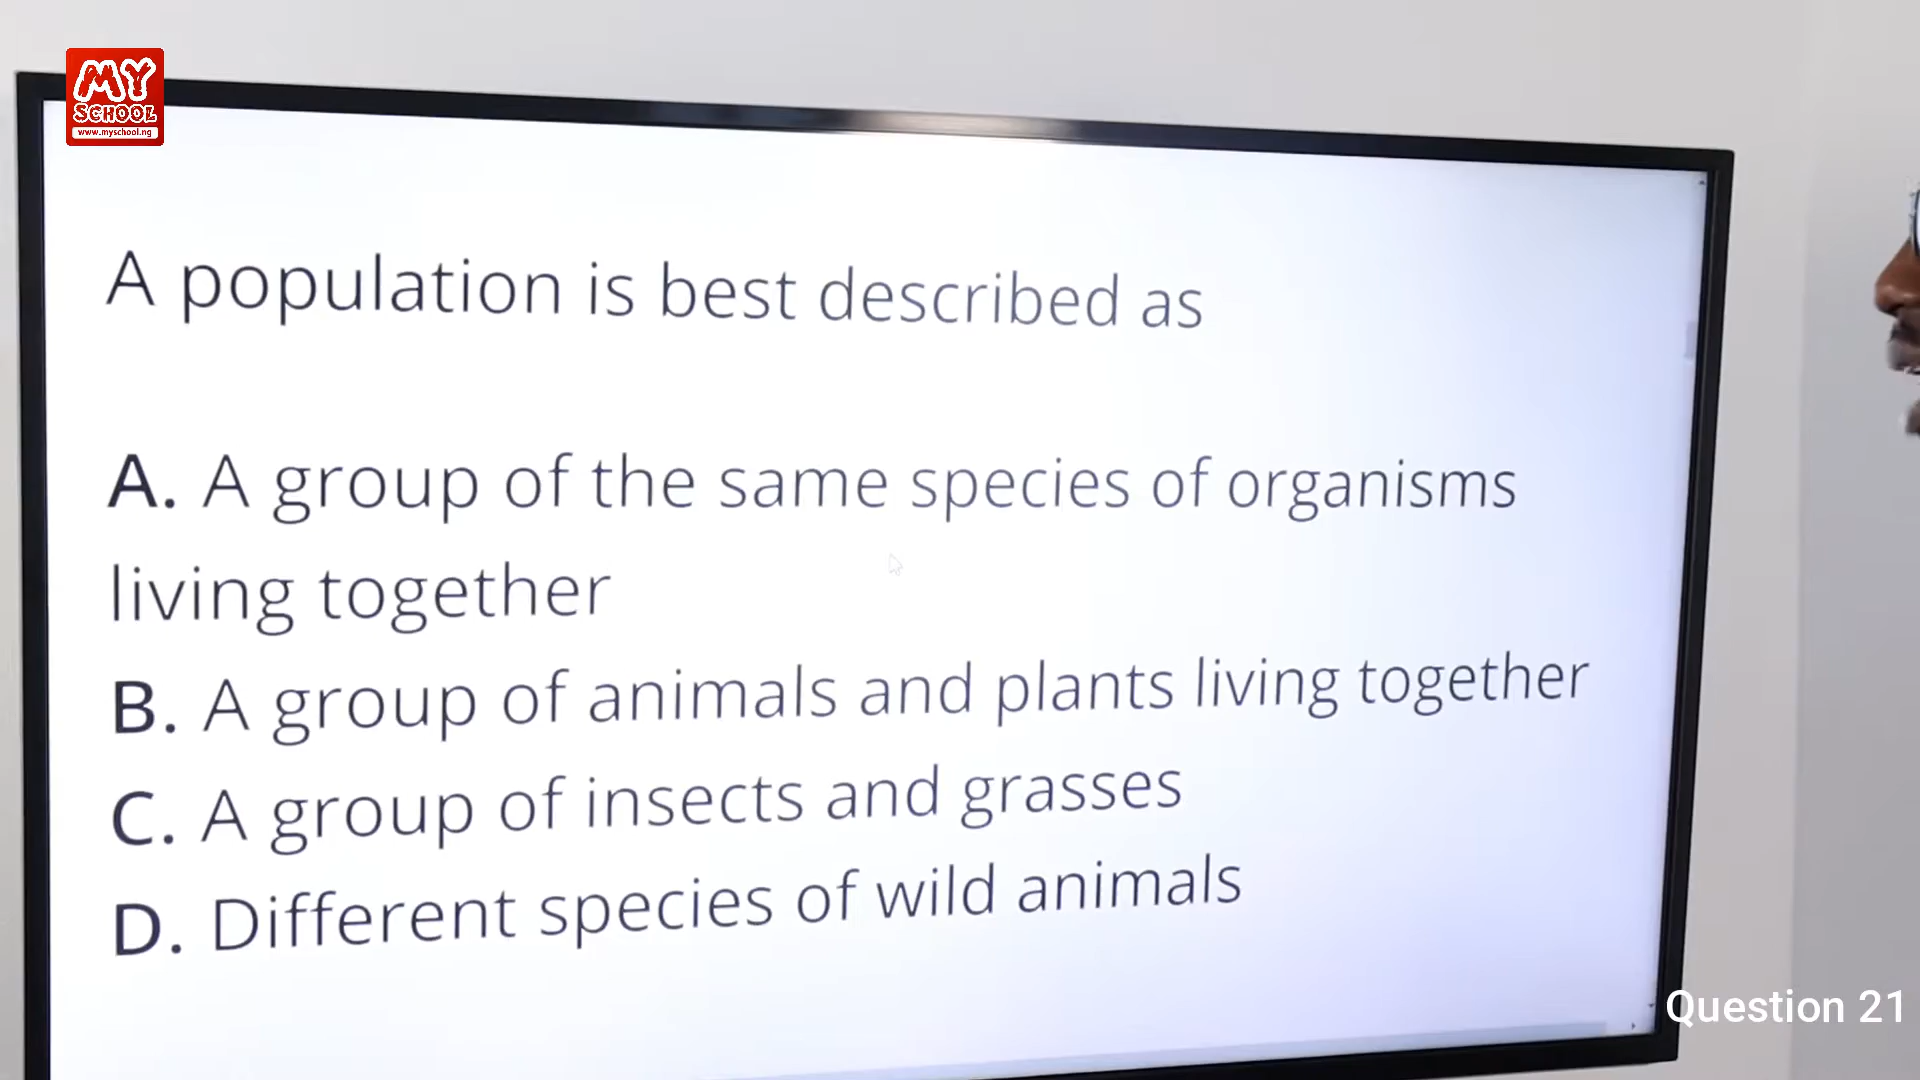 MY
SCHOOL
www.myschool.ng
A population is best described as
A. A group of the same species of organisms
living together
B. A group of animals and plants living together
C. A group of insects and grasses
D. Different species of wild animals
Question 21